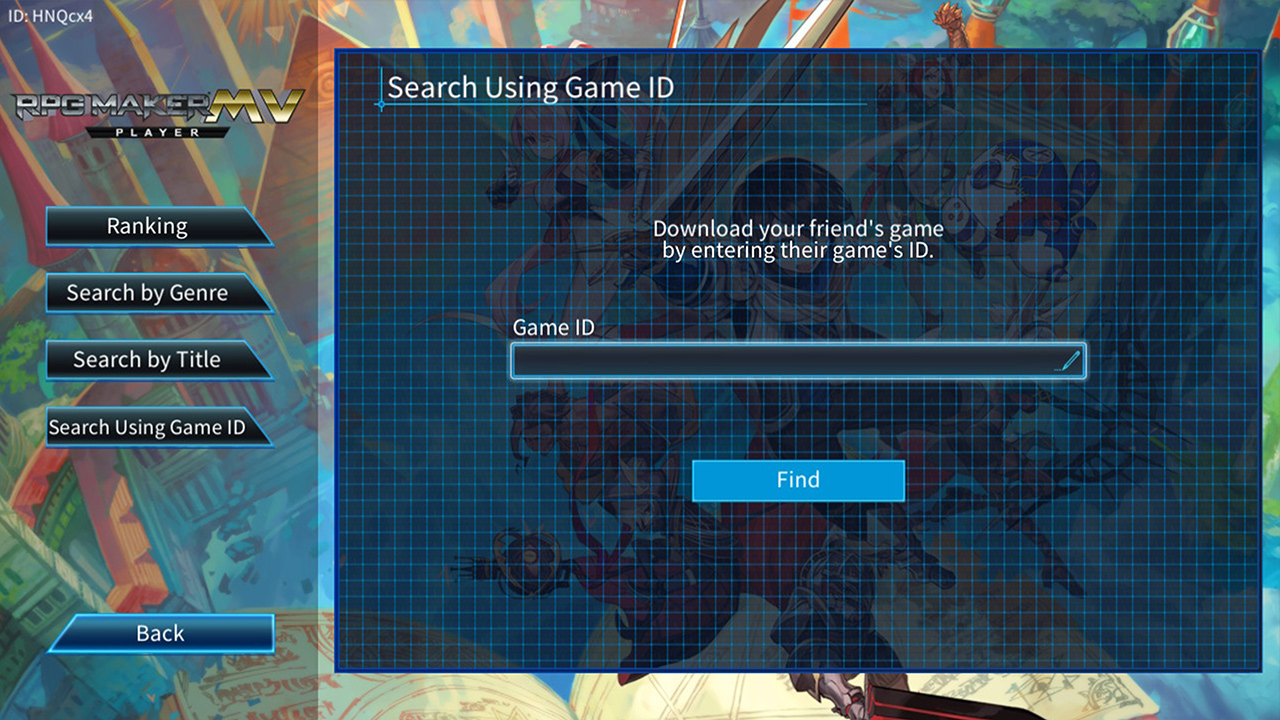 ID: HNQcx4
RPG MAKER MV
PLAYER
Ranking
Search by Genre
Search by Title
Search Using Game ID
Back
Search Using Game ID
Download your friend's game
by entering their game's ID.
Game ID
Find